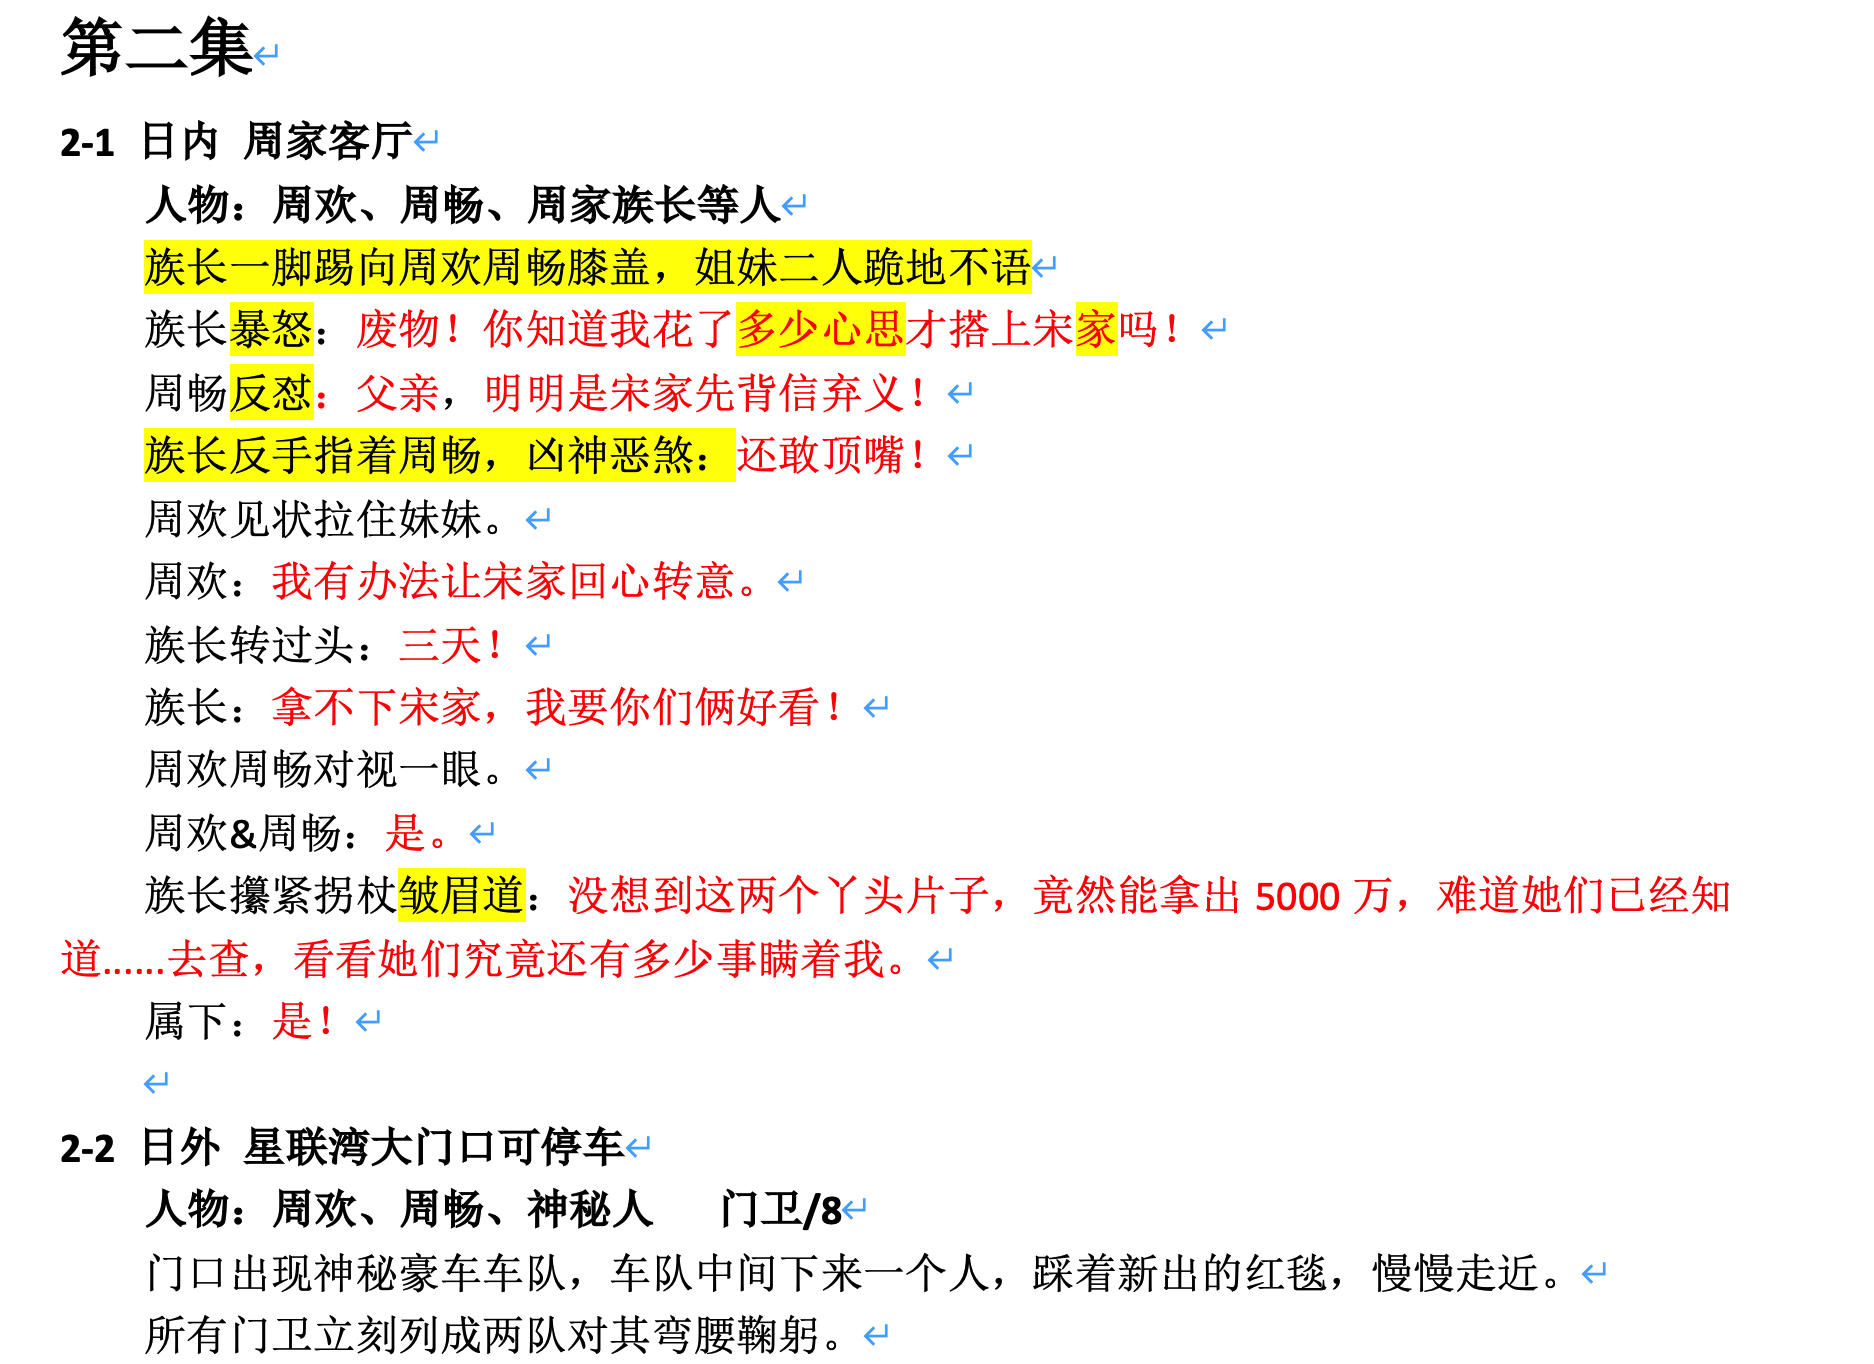 第二集
2-1 日内 周家客厅
人物：周欢、周畅、周家族长等人
族长一脚踢向周欢周畅膝盖，姐妹二人跪地不语
族长暴怒：废物！你知道我花了多少心思才搭上宋家吗！
周畅反怼：父亲，明明是宋家先背信弃义！
族长反手指着周畅，凶神恶煞：还敢顶嘴！
周欢见状拉住妹妹。
周欢：我有办法让宋家回心转意。
族长转过头：三天！
族长：拿不下宋家，我要你们俩好看！
周欢周畅对视一眼。
周欢&周畅：是。
族长攥紧拐杖皱眉道：没想到这两个丫头片子，竟然能拿出 5000 万，难道她们已经知
道......去查，看看她们究竟还有多少事瞒着我。
属下：是！
2-2 日外 星联湾大门口可停车
人物：周欢、周畅、神秘人 门卫/8
门口出现神秘豪车车队，车队中间下来一个人，踩着新出的红毯，慢慢走近。
所有门卫立刻列成两队对其弯腰鞠躬。